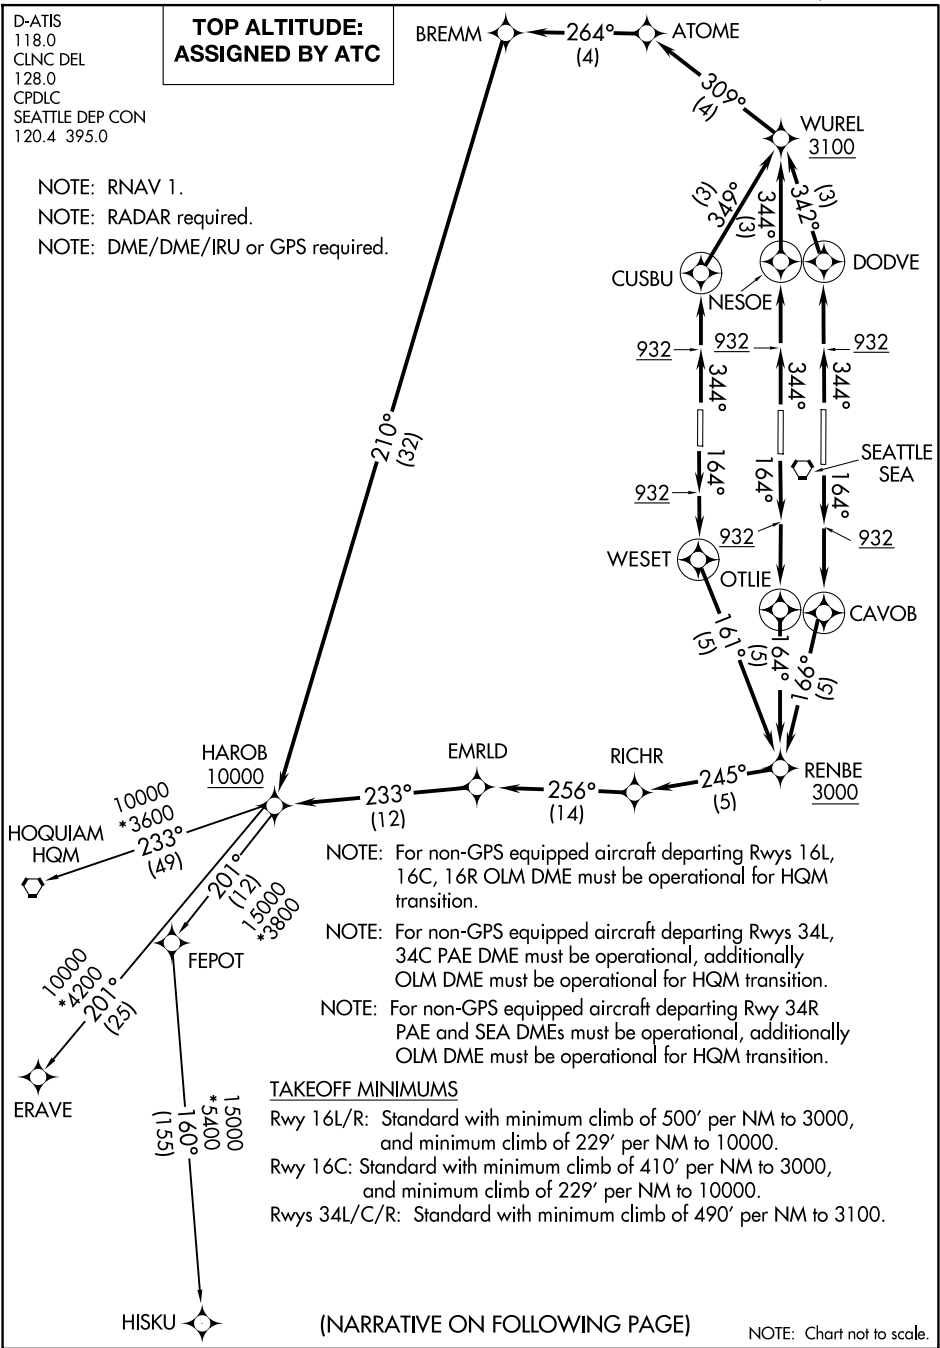 D-ATIS
118.0
CLNC DEL
128.0
CPDLC
SEATTLE DEP CON
120.4 395.0
TOP ALTITUDE:
ASSIGNED BY ATC
NOTE: RNAV 1.
NOTE: RADAR required.
NOTE: DME/DME/IRU or GPS required.
BREMM
264°
(4)
ATOME
309°
(4)
WUREL
3100
(3)
349°
344°
(3)
(3)
342°
CUSBU
NESOE
DODVE
932
932
932
344°
344°
344°
SEATTLE
SEA
164°
164°
164°
932
932
932
WESET
OTLIE
CAVOB
161°
(5)
164°
(5)
166°
(5)
210°
(32)
HAROB
10000
EMRLD
RICHR
RENBE
3000
233°
(12)
256°
(14)
245°
(5)
HOQUIAM
HQM
10000
*3600
233°
(49)
201°
(12)
15000
*3800
FEPOT
10000
*4200
201°
(25)
ERAVE
15000
*5400
160°
(155)
HISKU
NOTE: For non-GPS equipped aircraft departing Rwys 16L,
16C, 16R OLM DME must be operational for HQM
transition.
NOTE: For non-GPS equipped aircraft departing Rwys 34L,
34C PAE DME must be operational, additionally
OLM DME must be operational for HQM transition.
NOTE: For non-GPS equipped aircraft departing Rwy 34R
PAE and SEA DMEs must be operational, additionally
OLM DME must be operational for HQM transition.
TAKEOFF MINIMUMS
Rwy 16L/R: Standard with minimum climb of 500' per NM to 3000,
and minimum climb of 229' per NM to 10000.
Rwy 16C: Standard with minimum climb of 410' per NM to 3000,
and minimum climb of 229' per NM to 10000.
Rwys 34L/C/R: Standard with minimum climb of 490' per NM to 3100.
(NARRATIVE ON FOLLOWING PAGE)
NOTE: Chart not to scale.